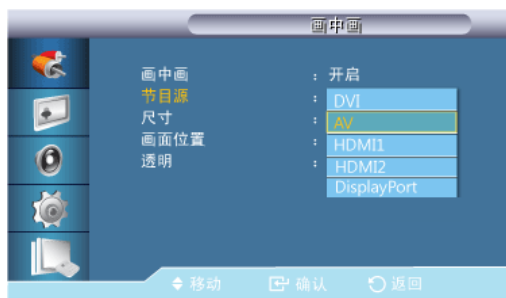 画中画
画中画 : 开启
节目源 : DVI
尺寸 : AV
画面位置 : HDMI1
透明 : HDMI2
DisplayPort
移动 确认 返回